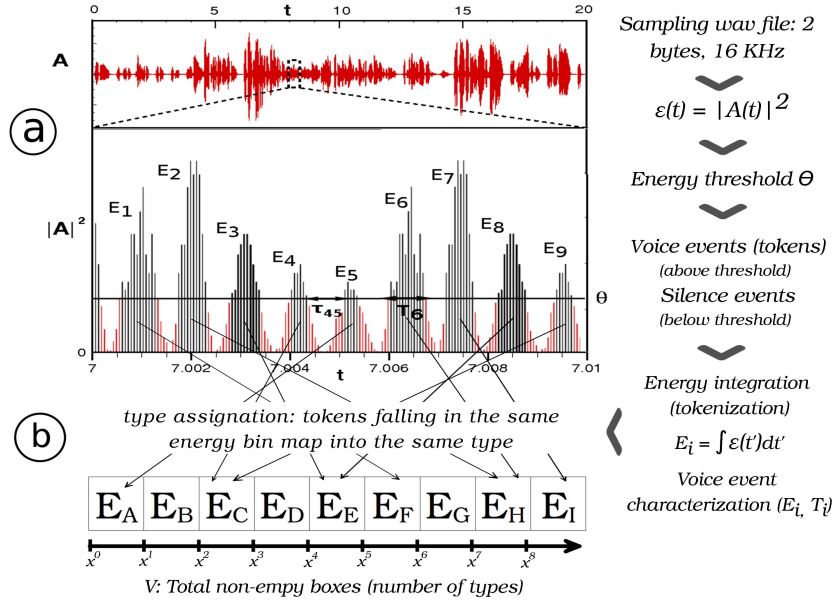 0
5
t
10
15
20
A
a
E1
E2
E3
E4
E5
E6
E7
E8
E9
|A|²
τ45
T6
Θ
0
7
7.002
7.004
7.006
7.008
7.01
t
b
type assignation: tokens falling in the same
energy bin map into the same type
EA EB EC ED EE EF EG EH EI
x⁰ x¹ x² x³ x⁴ x⁵ x⁶ x⁷ x⁸
V: Total non-empy boxes (number of types)
Sampling wav file: 2
bytes, 16 KHz
ε(t) = |A(t)|²
Energy threshold Θ
Voice events (tokens)
(above threshold)
Silence events
(below threshold)
Energy integration
(tokenization)
Ei = ∫ε(t')dt'
Voice event
characterization (Ei, Ti)